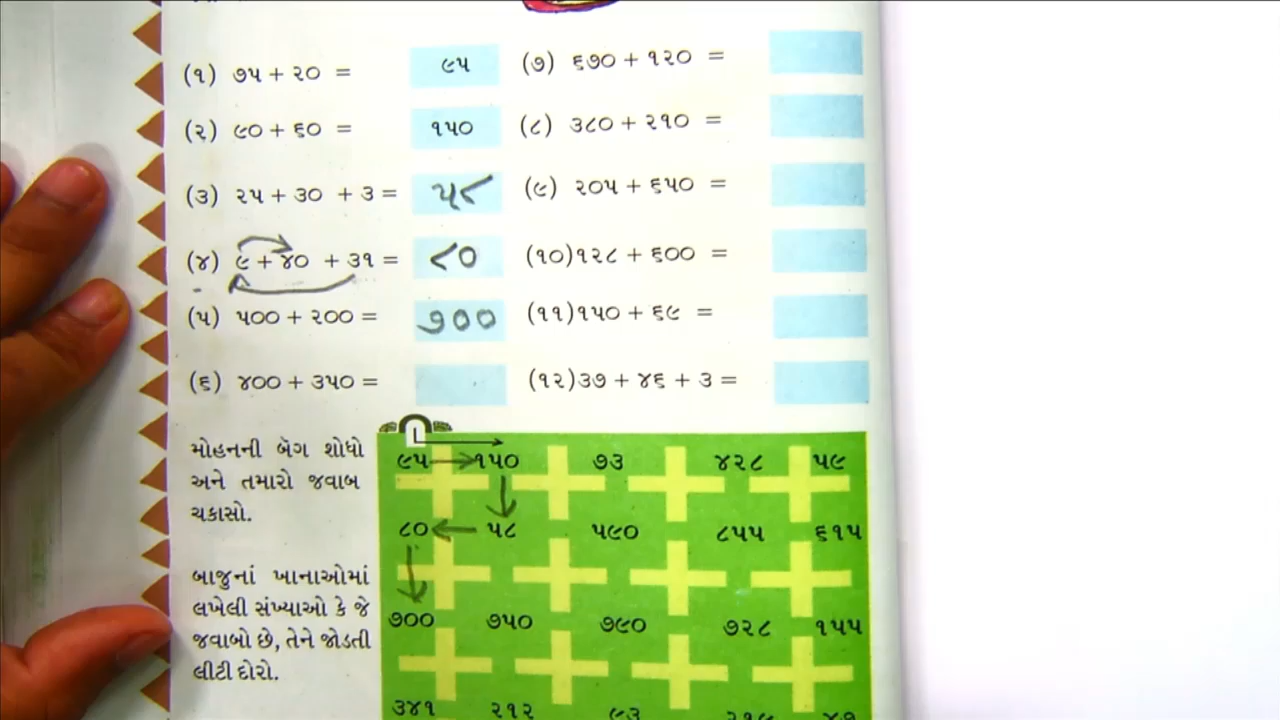 (૧) ૭૫ + ૨૦ = ૯૫
(૨) ૯૦ + ૬૦ = ૧૫૦
(૩) ૨૫ + ૩૦ + ૩ = ૫૮
(૪) ૯ + ૪૦ + ૩૧ = ૮૦
(૫) ૫૦૦ + ૨૦૦ = ૭૦૦
(૬) ૪૦૦ + ૩૫૦ =
(૭) ૬૭૦ + ૧૨૦ =
(૮) ૩૮૦ + ૨૧૦ =
(૯) ૨૦૫ + ૬૫૦ =
(૧૦)૧૨૮ + ૬૦૦ =
(૧૧)૧૫૦ + ૬૯ =
(૧૨)૩૭ + ૪૬ + ૩ =
મોહનની બૅગ શોધો
અને તમારો જવાબ
ચકાસો.
બાજુનાં ખાનાઓમાં
લખેલી સંખ્યાઓ કે જે
જવાબો છે, તેને જોડતી
લીટી દોરો.
૯૫ ૧૫૦ ૭૩ ૪૨૮ ૫૯
૮૦ ૫૮ ૫૯૦ ૮૫૫ ૬૧૫
૭૦૦ ૭૫૦ ૭૯૦ ૭૨૮ ૧૫૫
૩૪૧ ૨૧૨ ૯૩